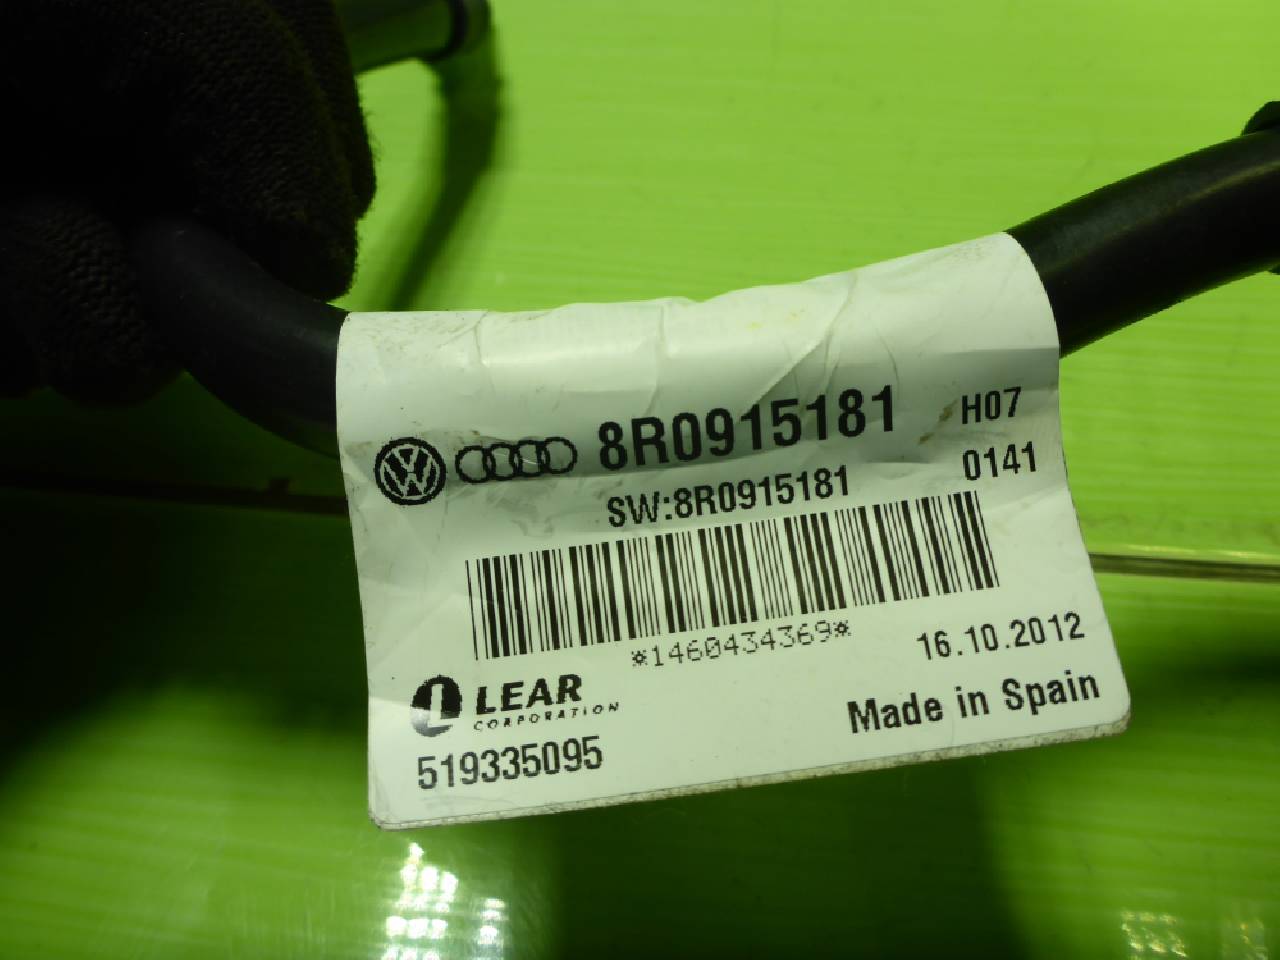 8R0915181 H07
SW:8R0915181 0141
*1460434369*
16.10.2012
LEAR
CORPORATION
Made in Spain
519335095